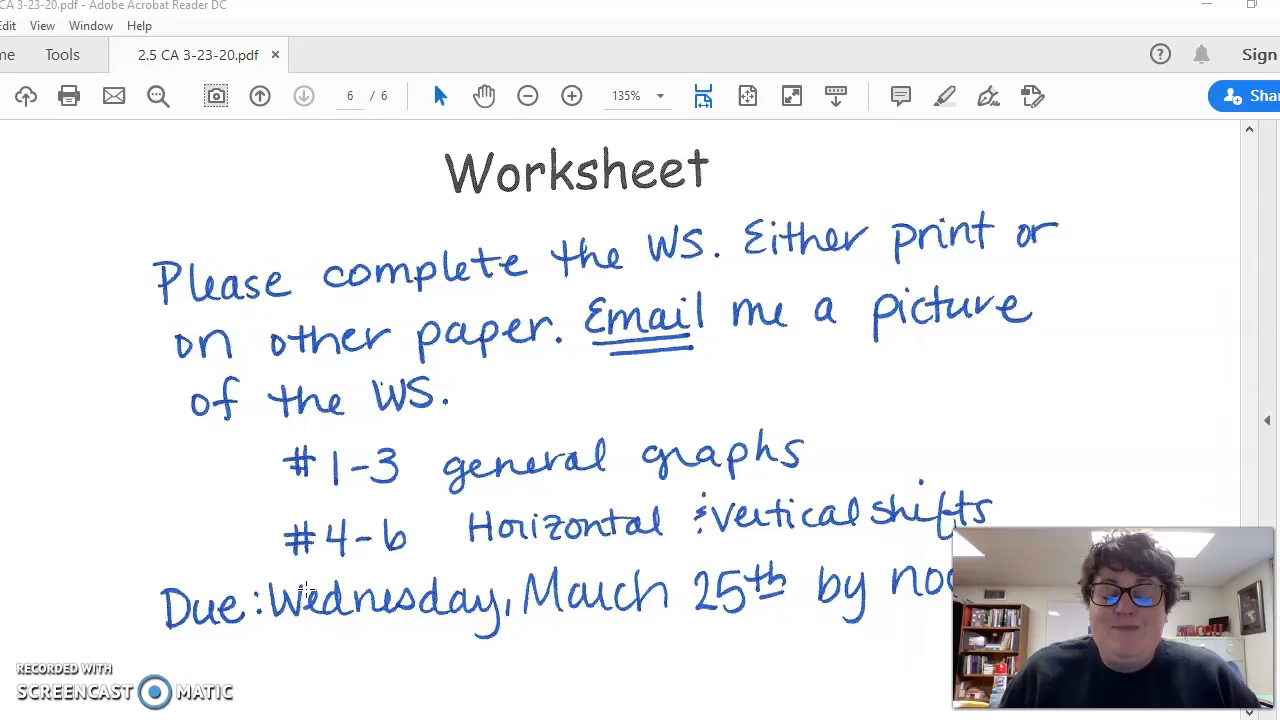 CA 3-23-20.pdf - Adobe Acrobat Reader DC
Edit View Window Help
me Tools 2.5 CA 3-23-20.pdf × Sign
6 / 6 135% Shar
Worksheet
Please complete the WS. Either print or
on other paper. Email me a picture
of the WS.
#1-3 general graphs
#4-6 Horizontal & Vertical shifts
Due: Wednesday, March 25th by noo
RECORDED WITH
SCREENCAST MATIC